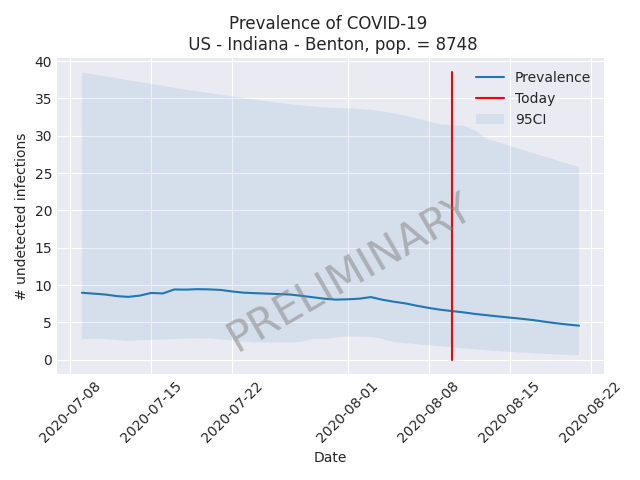 Prevalence of COVID-19
US - Indiana - Benton, pop. = 8748
# undetected infections
40
35
30
25
20
15
10
5
0
Prevalence
Today
95CI
PRELIMINARY
2020-07-08
2020-07-15
2020-07-22
2020-08-01
2020-08-08
2020-08-15
2020-08-22
Date